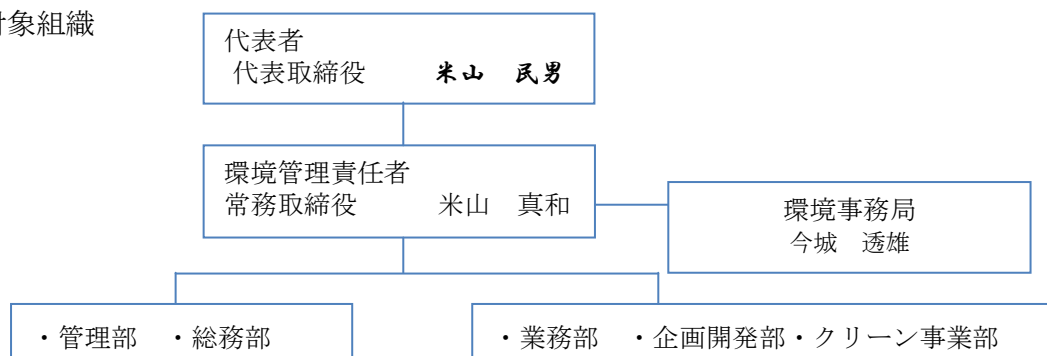 対象組織
代表者
代表取締役　　米山　民男
環境管理責任者
常務取締役　　米山　真和
環境事務局
今城　透雄
・管理部　・総務部
・業務部　・企画開発部・クリーン事業部